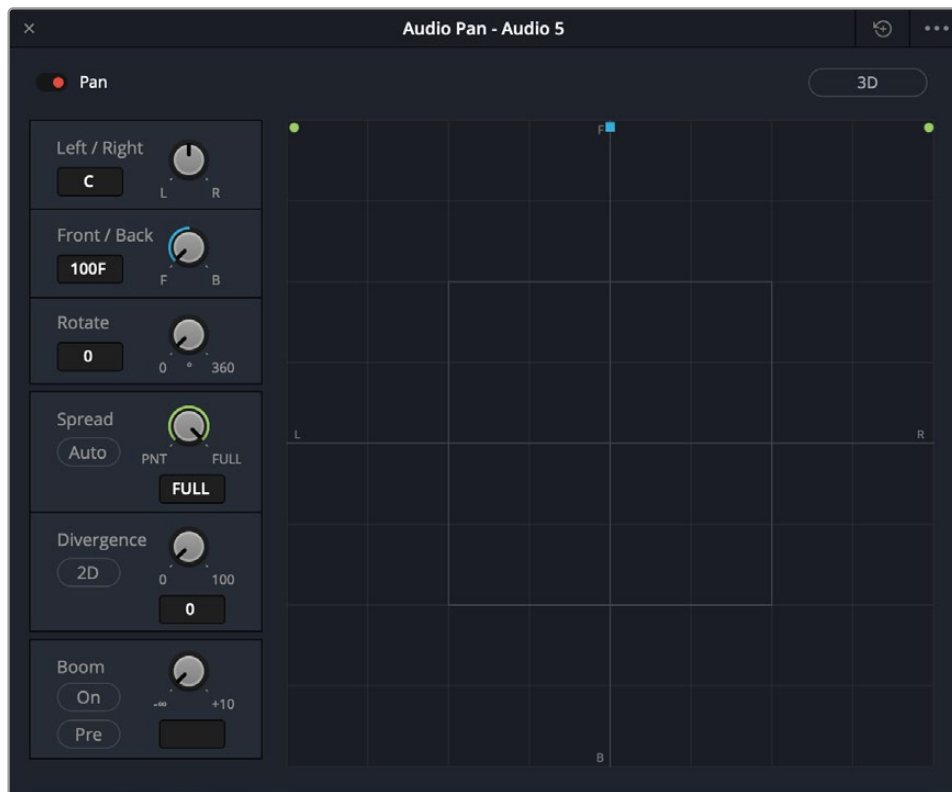 Audio Pan - Audio 5
Pan
3D
Left / Right
C
L R
Front / Back
100F
F B
Rotate
0
0 ° 360
Spread
Auto
PNT FULL
FULL
Divergence
2D
0 100
0
Boom
On
-∞ +10
Pre
F
L R
B